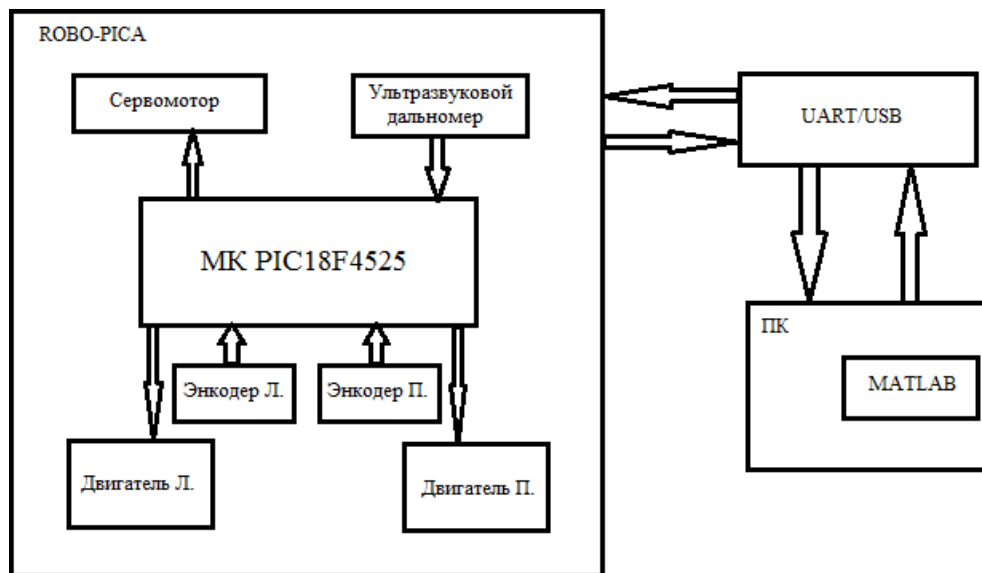 ROBO-PICA
Сервомотор
Ультразвуковой
дальномер
UART/USB
МК PIC18F4525
ПК
MATLAB
Энкодер Л.
Энкодер П.
Двигатель Л.
Двигатель П.